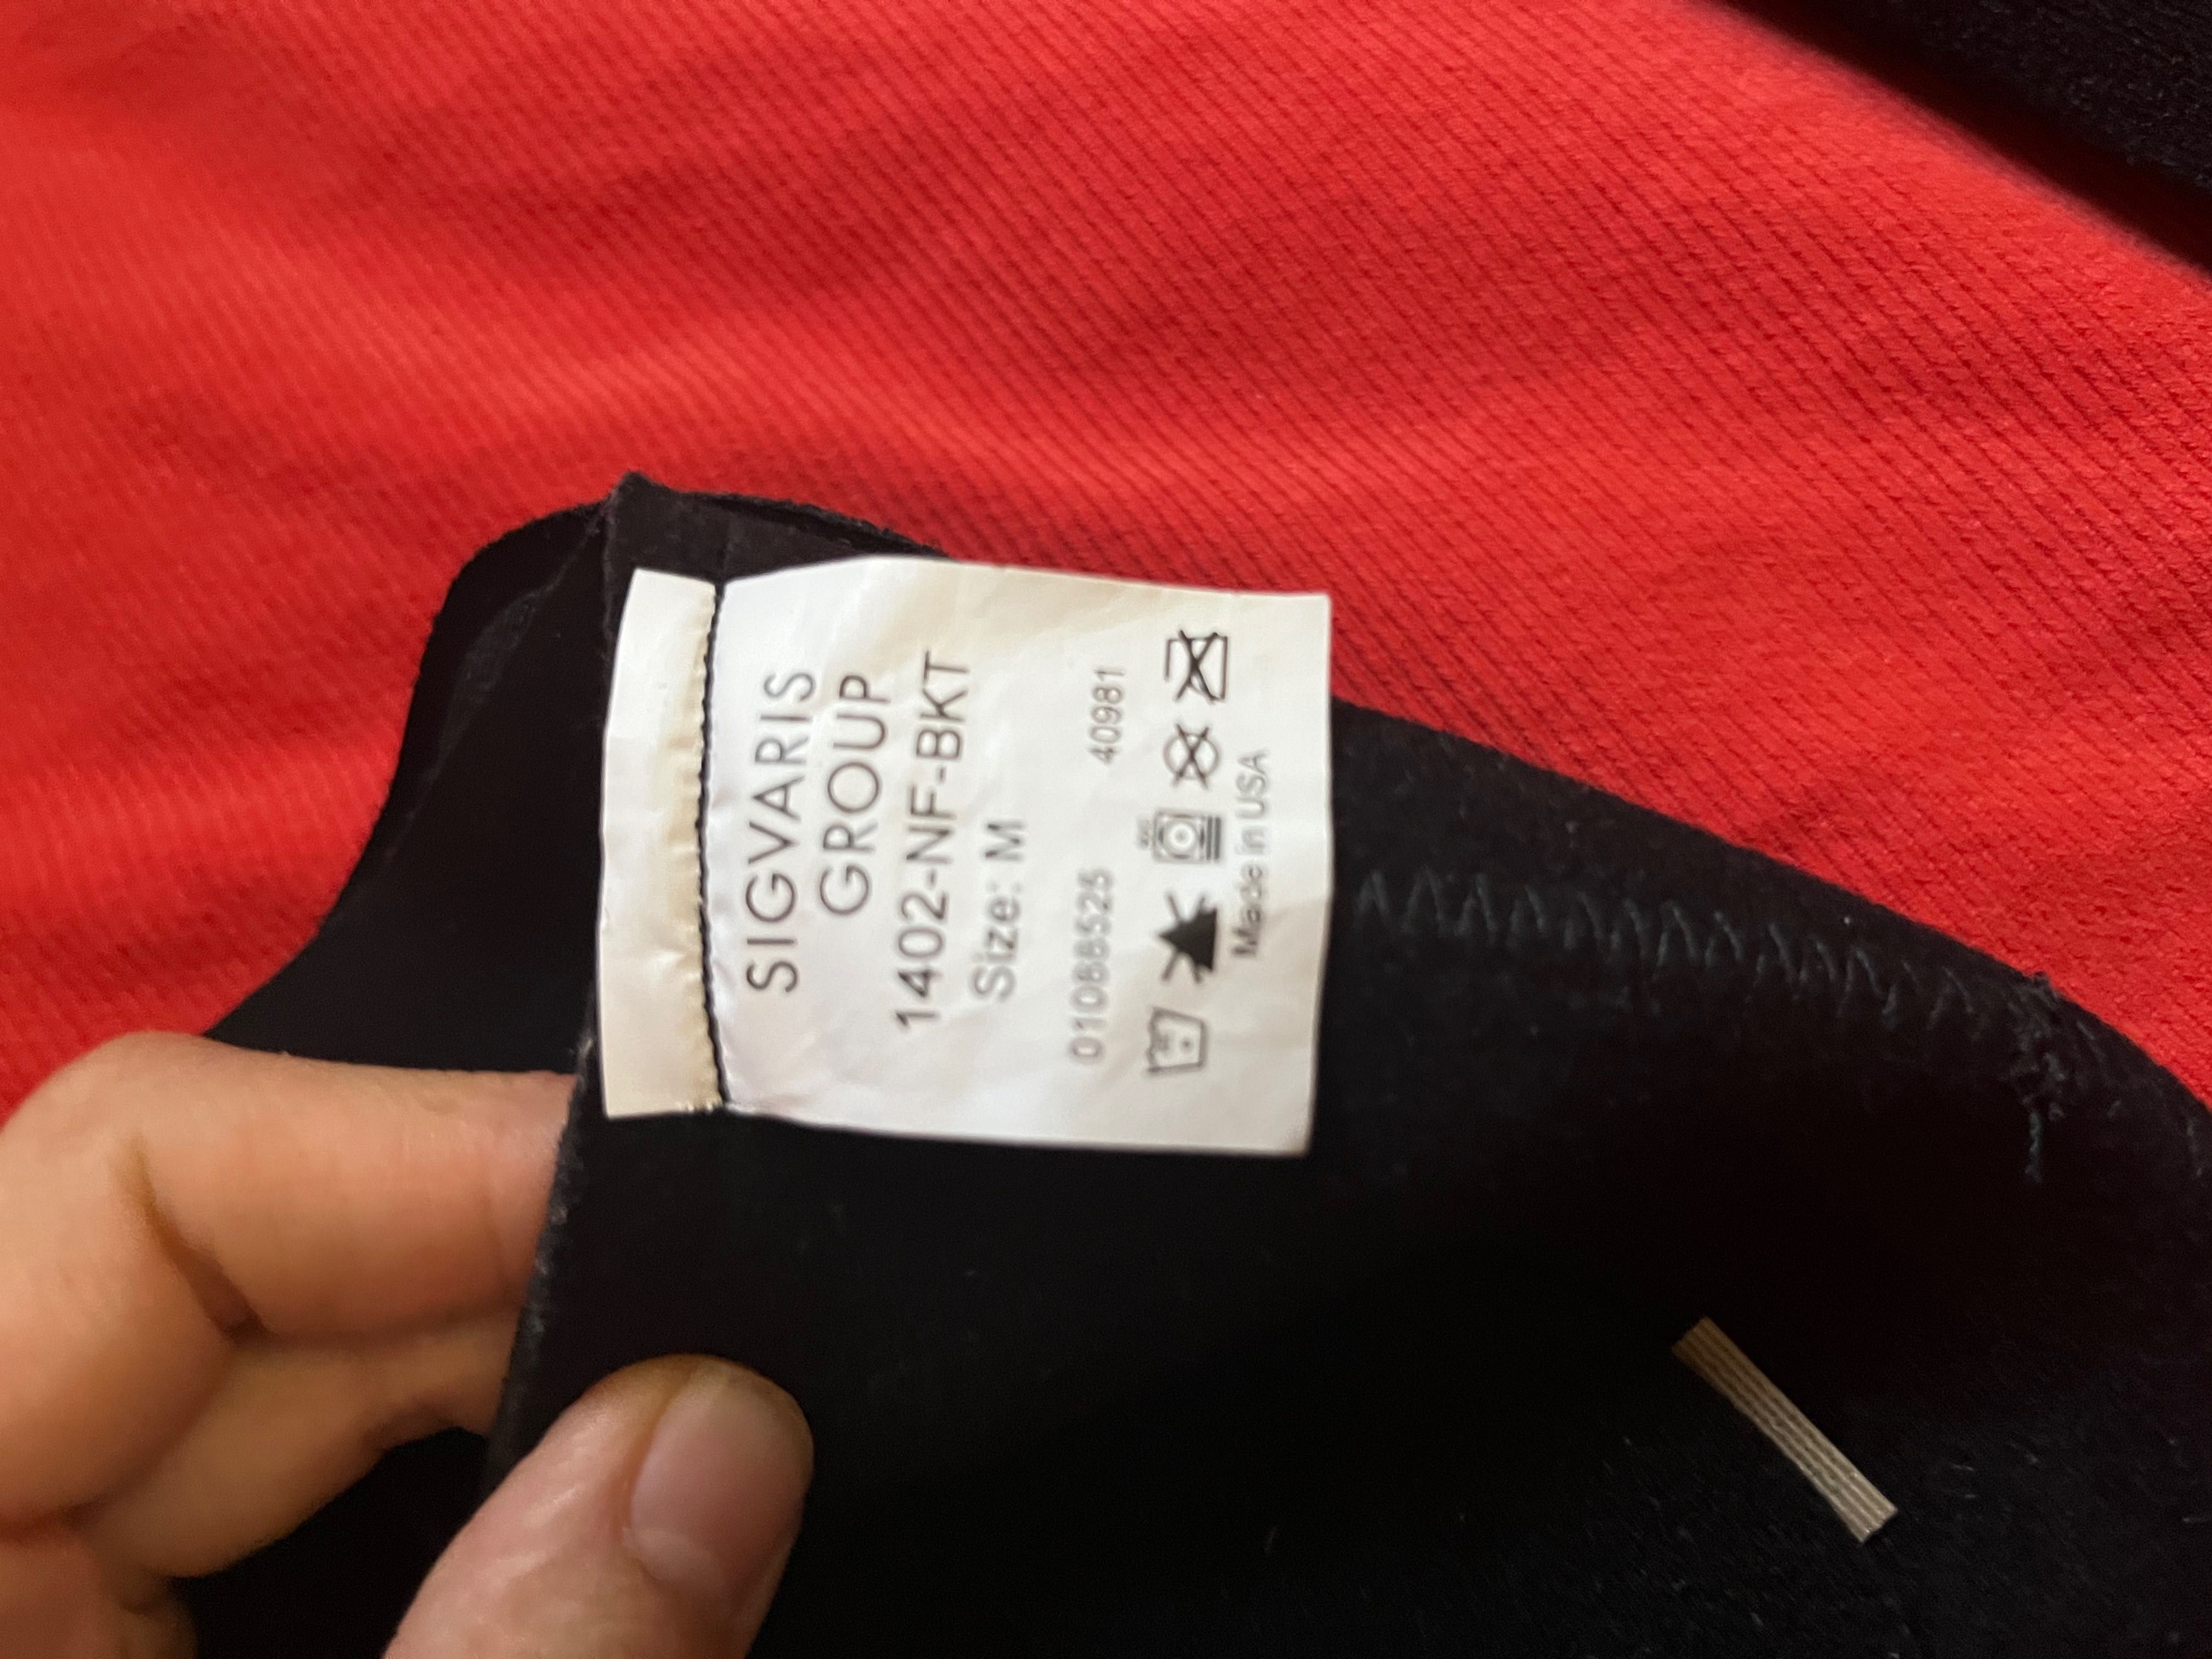 SIGVARIS
GROUP
1402-NF-BKT
Size: M
01088525 40981
Made in USA